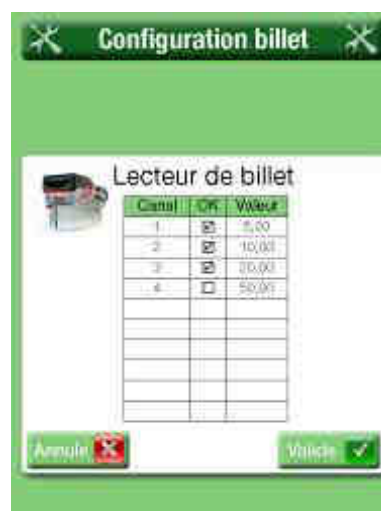 Configuration billet
Lecteur de billet
Canal OK Valeur
1 5,00
2 10,00
3 20,00
4 50,00
Annule Valide